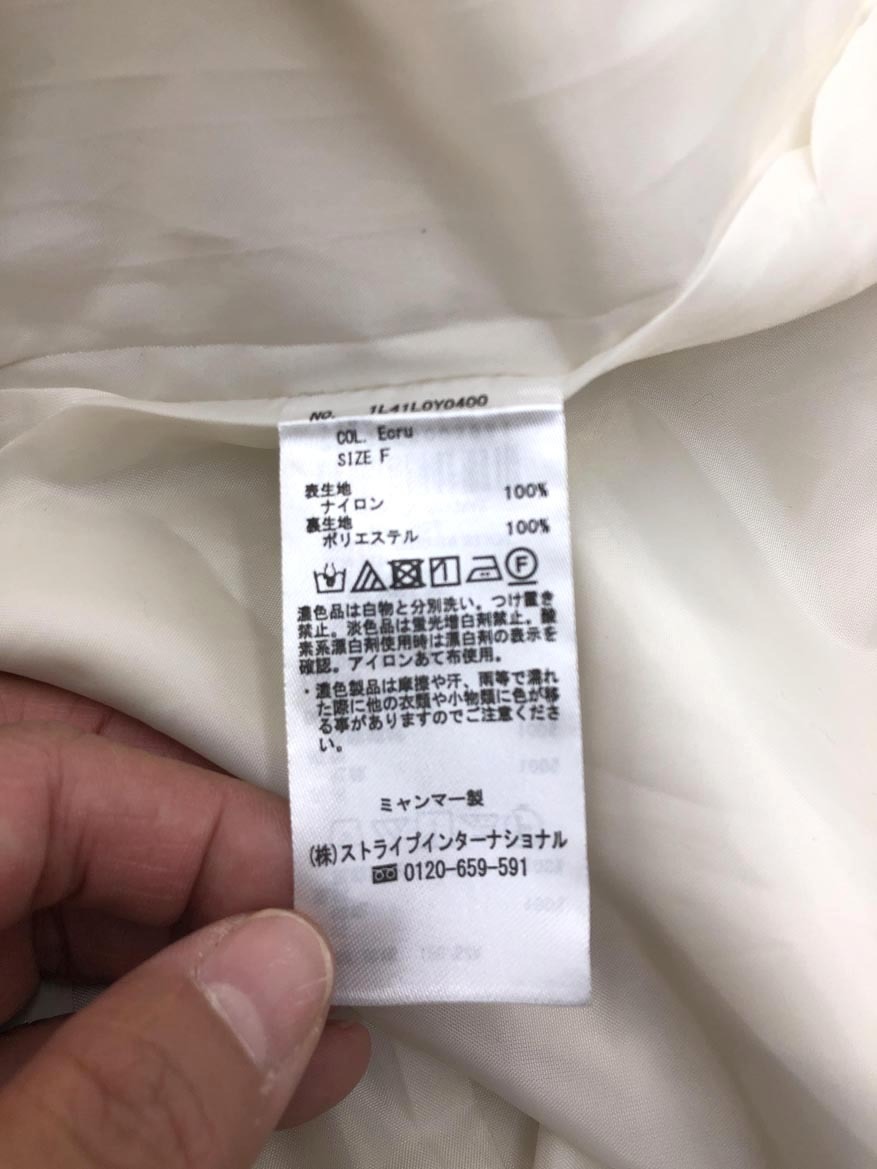 No. 1L41L0Y0400
COL. Ecru
SIZE F
表生地
ナイロン 100%
裏生地
ポリエステル 100%
F
濃色品は白物と分別洗い。つけ置き
禁止。淡色品は蛍光増白剤禁止。酸
素系漂白剤使用時は漂白剤の表示を
確認。アイロンあて布使用。
・濃色製品は摩擦や汗、雨等で濡れ
た際に他の衣類や小物類に色が移
る事がありますのでご注意くださ
い。
ミャンマー製
(株)ストライプインターナショナル
0120-659-591